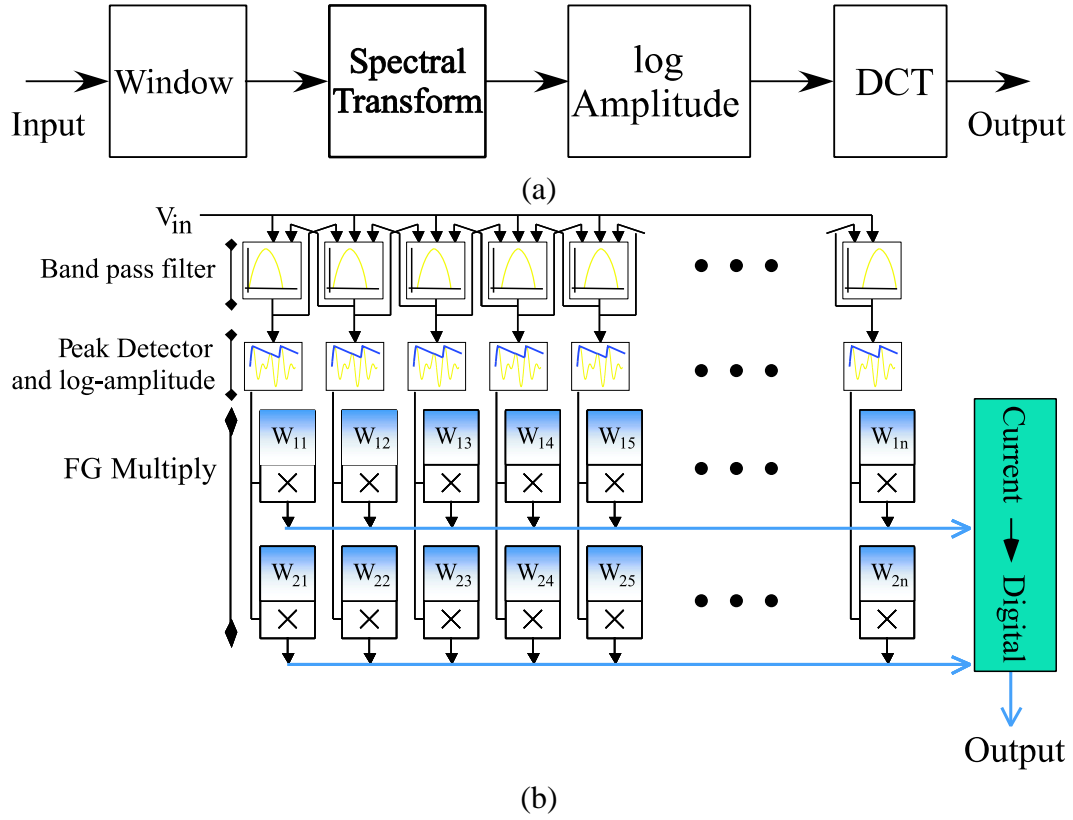 Input
Window
Spectral
Transform
log
Amplitude
DCT
Output
(a)
Vin
Band pass filter
Peak Detector
and log-amplitude
FG Multiply
W11 W12 W13 W14 W15 W1n
W21 W22 W23 W24 W25 W2n
Current
Digital
Output
(b)